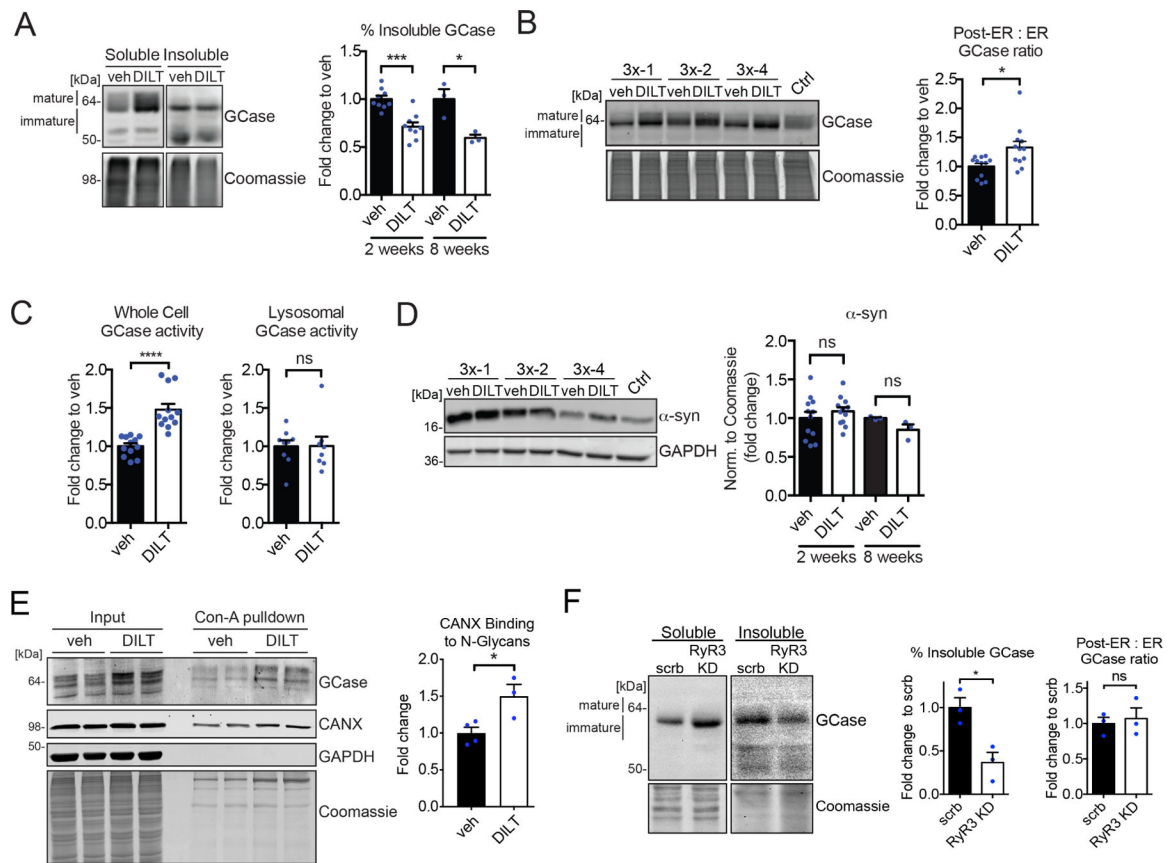 A
Soluble Insoluble
[kDa] veh DILT veh DILT
mature
64-
immature
50-
GCase
98-
Coomassie
% Insoluble GCase
Fold change to veh
1.5
1.0
0.5
0.0
*** *
veh DILT veh DILT
2 weeks 8 weeks
B
3x-1 3x-2 3x-4
[kDa] veh DILT veh DILT veh DILT Ctrl
mature
64-
immature
GCase
Coomassie
Post-ER : ER
GCase ratio
Fold change to veh
2.5
2.0
1.5
1.0
0.5
0.0
*
veh DILT
C
Whole Cell
GCase activity
Fold change to veh
2.0
1.5
1.0
0.5
0.0
****
veh DILT
Lysosomal
GCase activity
Fold change to veh
2.0
1.5
1.0
0.5
0.0
ns
veh DILT
D
3x-1 3x-2 3x-4
[kDa] veh DILT veh DILT veh DILT Ctrl
16-
α-syn
36-
GAPDH
α-syn
Norm. to Coomassie
(fold change)
2.0
1.5
1.0
0.5
0.0
ns ns
veh DILT veh DILT
2 weeks 8 weeks
E
Input Con-A pulldown
veh DILT veh DILT
[kDa]
64-
GCase
98-
CANX
50-
GAPDH
Coomassie
CANX Binding
to N-Glycans
Fold change
2.0
1.5
1.0
0.5
0.0
*
veh DILT
F
Soluble Insoluble
scrb RyR3 KD scrb RyR3 KD
[kDa]
mature
64-
immature
50-
GCase
Coomassie
% Insoluble GCase
Fold change to scrb
1.5
1.0
0.5
0.0
*
scrb RyR3 KD
Post-ER : ER
GCase ratio
Fold change to scrb
2.0
1.5
1.0
0.5
0.0
ns
scrb RyR3 KD